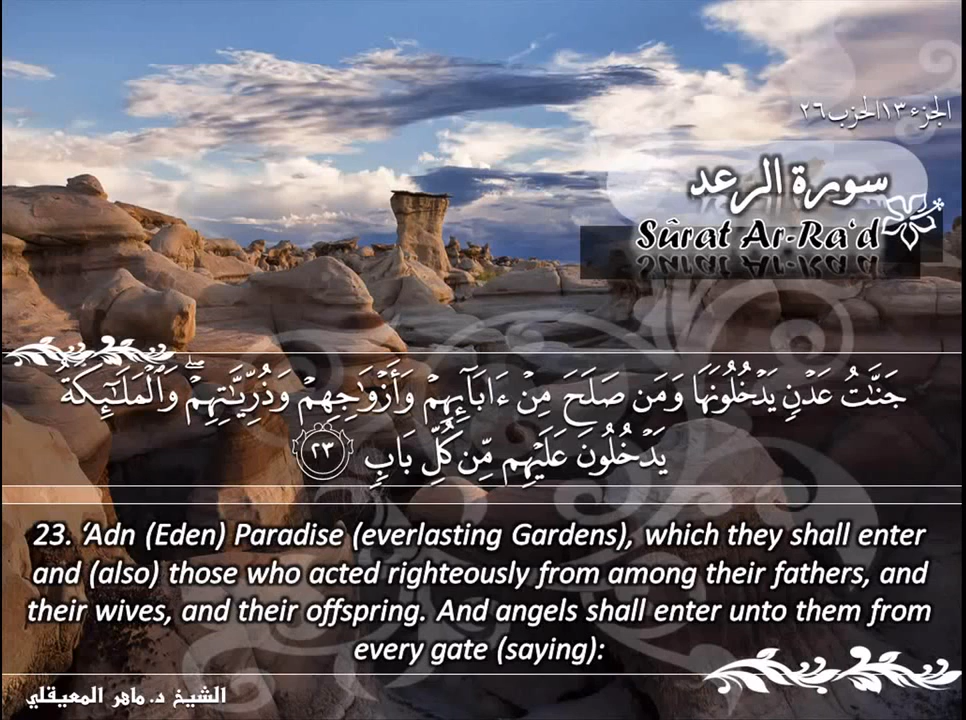 الجزء ١٣ الحزب ٢٦
سورة الرعد
Sûrat Ar-Ra‘d
جَنَّٰتُ عَدۡنٖ يَدۡخُلُونَهَا وَمَن صَلَحَ مِنۡ ءَابَآئِهِمۡ وَأَزۡوَٰجِهِمۡ وَذُرِّيَّٰتِهِمۡۖ وَٱلۡمَلَٰٓئِكَةُ
يَدۡخُلُونَ عَلَيۡهِم مِّن كُلِّ بَابٖ ٢٣
23. ‘Adn (Eden) Paradise (everlasting Gardens), which they shall enter
and (also) those who acted righteously from among their fathers, and
their wives, and their offspring. And angels shall enter unto them from
every gate (saying):
الشيخ د. ماهر المعيقلي